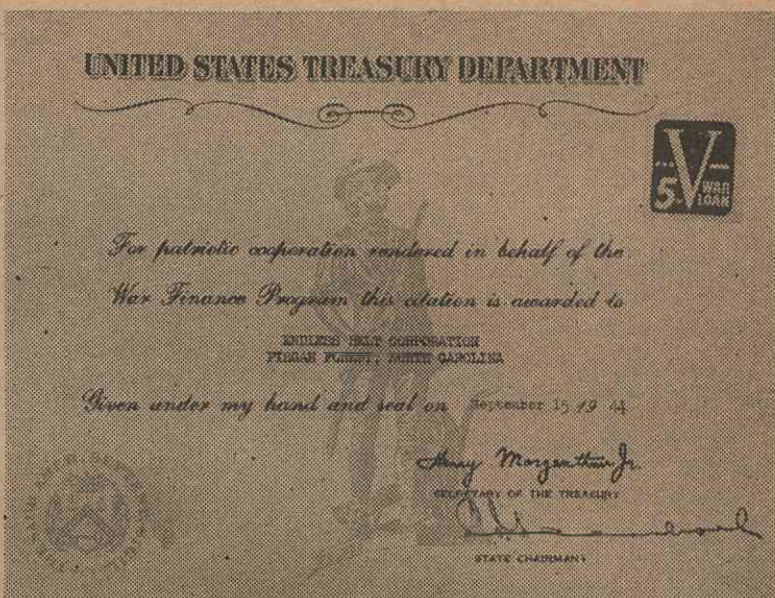 UNITED STATES TREASURY DEPARTMENT
V
5TH WAR
LOAN
For patriotic cooperation rendered in behalf of the
War Finance Program this citation is awarded to
ENDLESS BELT CORPORATION
PISGAH FOREST, NORTH CAROLINA
Given under my hand and seal on September 15 19 44
Henry Morgenthau Jr.
SECRETARY OF THE TREASURY
STATE CHAIRMAN